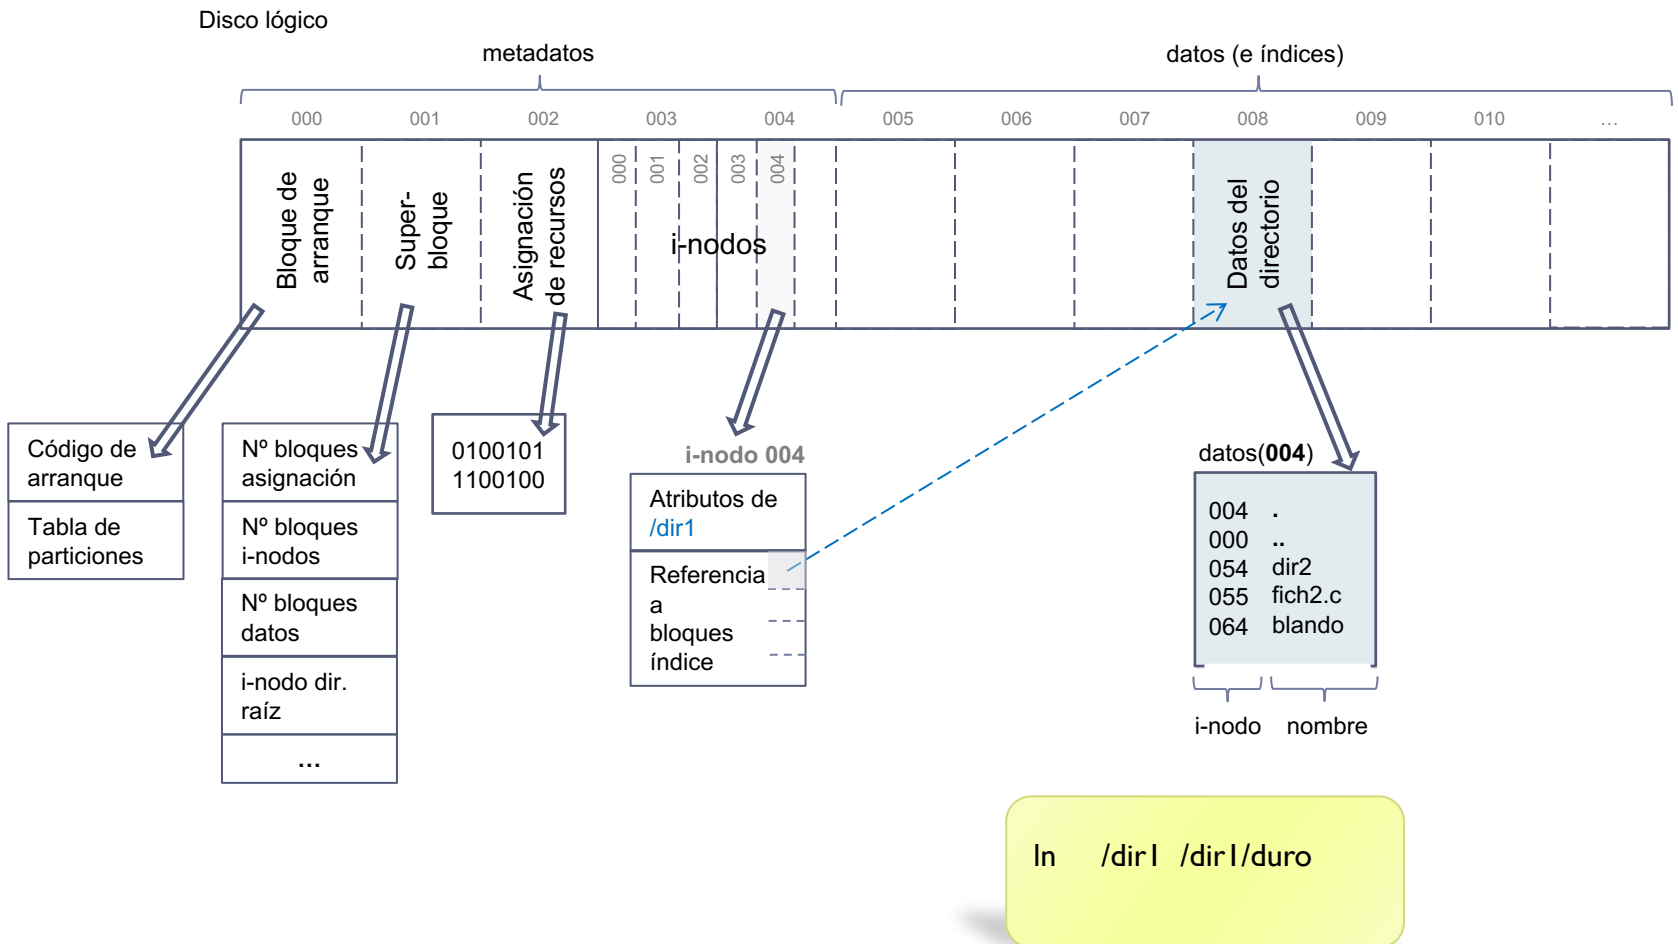 Disco lógico
metadatos
datos (e índices)
000
001
002
003
004
005
006
007
008
009
010
...
Bloque de
arranque
Super-
bloque
Asignación
de recursos
000
001
002
003
004
i-nodos
Datos del
directorio
Código de
arranque
Tabla de
particiones
Nº bloques
asignación
Nº bloques
i-nodos
Nº bloques
datos
i-nodo dir.
raíz
...
0100101
1100100
i-nodo 004
Atributos de
/dir1
Referencia
a
bloques
índice
datos(004)
004 .
000 ..
054 dir2
055 fich2.c
064 blando
i-nodo nombre
ln /dir1 /dir1/duro